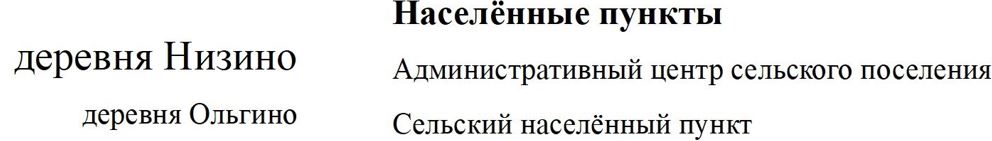 Населённые пункты
деревня Низино
Административный центр сельского поселения
деревня Ольгино
Сельский населённый пункт